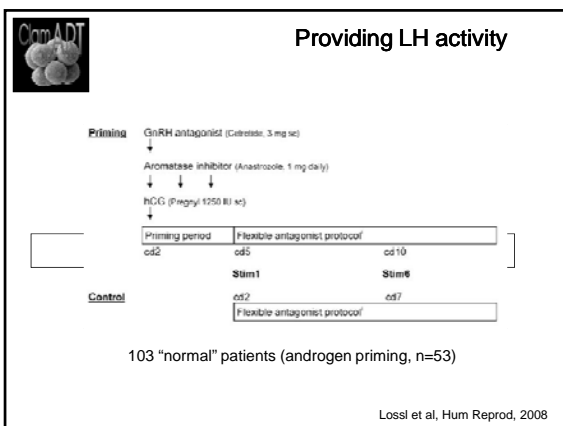 ClamADT
Providing LH activity
Priming GnRH antagonist (Cetrotide, 3 mg sc)
Aromatase inhibitor (Anastrozole, 1 mg daily)
hCG (Pregnyl 1250 IU sc)
Priming period Flexible antagonist protocol
cd2 cd5 cd10
Stim1 Stim6
Control cd2 cd7
Flexible antagonist protocol
103 “normal” patients (androgen priming, n=53)
Lossl et al, Hum Reprod, 2008